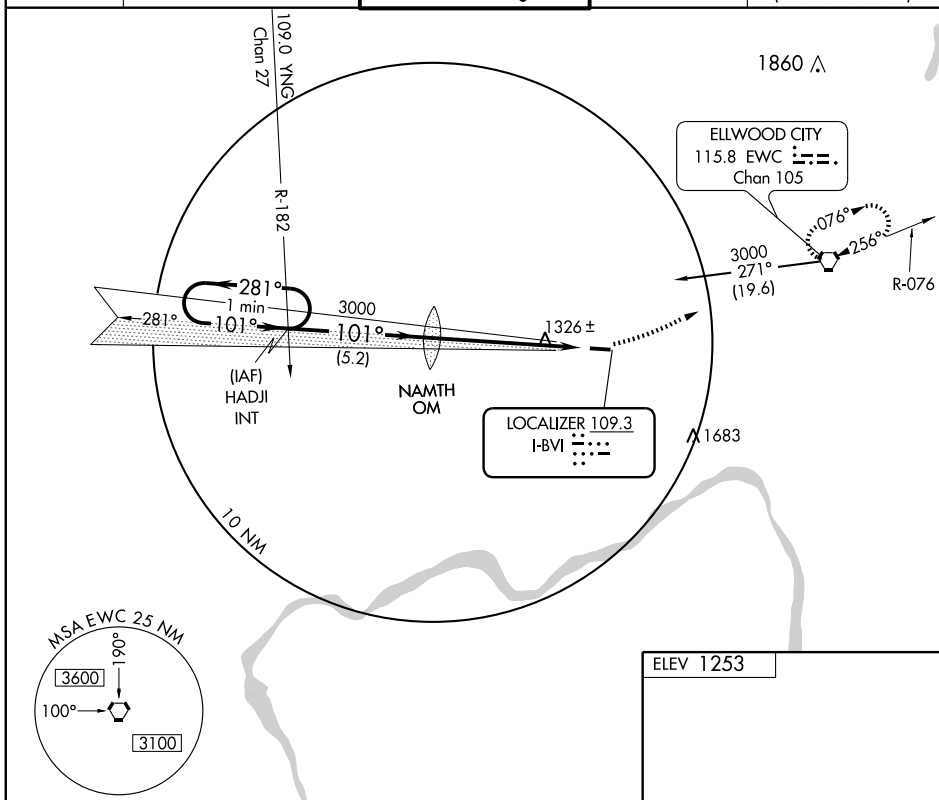 109.0 YNG
Chan 27
R-182
1860
ELLWOOD CITY
115.8 EWC
Chan 105
076°
256°
R-076
3000
271°
(19.6)
281°
1 min
3000
281°
101°
101°
(5.2)
1326 ±
(IAF)
HADJI
INT
NAMTH
OM
LOCALIZER 109.3
I-BVI
1683
10 NM
MSA EWC 25 NM
190°
3600
100°
3100
ELEV 1253